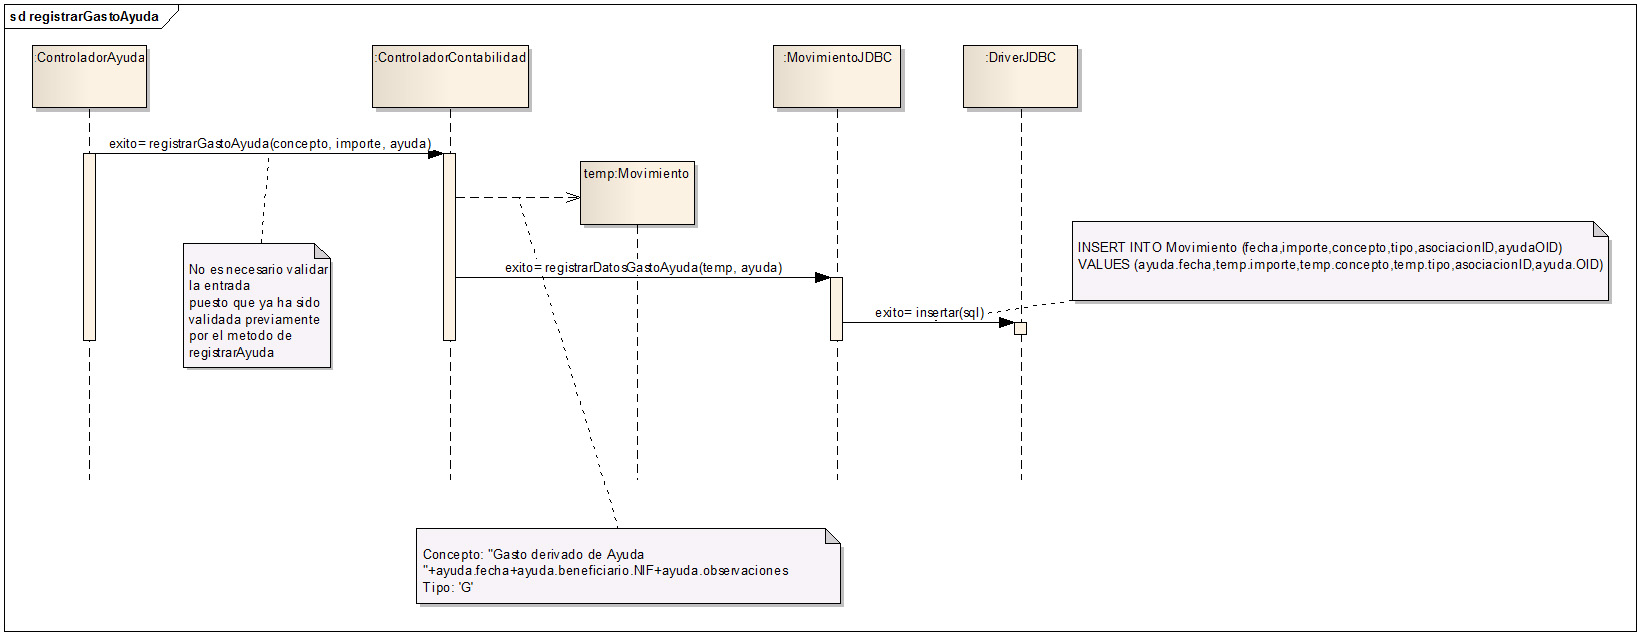 sd registrarGastoAyuda
:ControladorAyuda
:ControladorContabilidad
:MovimientoJDBC
:DriverJDBC
exito= registrarGastoAyuda(concepto, importe, ayuda)
temp:Movimiento
INSERT INTO Movimiento (fecha,importe,concepto,tipo,asociacionID,ayudaOID)
VALUES (ayuda.fecha,temp.importe,temp.concepto,temp.tipo,asociacionID,ayuda.OID)
No es necesario validar
la entrada
puesto que ya ha sido
validada previamente
por el metodo de
registrarAyuda
exito= registrarDatosGastoAyuda(temp, ayuda)
exito= insertar(sql)
Concepto: "Gasto derivado de Ayuda
"+ayuda.fecha+ayuda.beneficiario.NIF+ayuda.observaciones
Tipo: 'G'